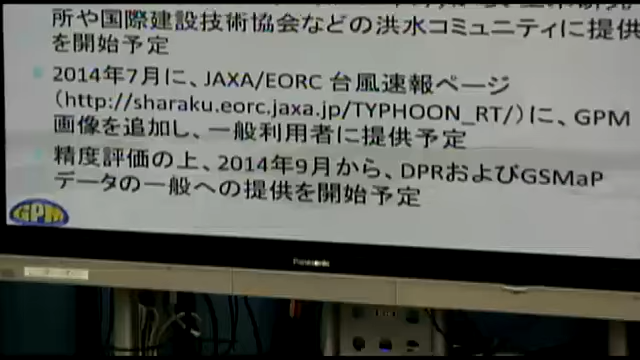 所や国際建設技術協会などの洪水コミュニティに提供
を開始予定
2014年7月に、JAXA/EORC 台風速報ページ
（http://sharaku.eorc.jaxa.jp/TYPHOON_RT/）に、GPM
画像を追加し、一般利用者に提供予定
精度評価の上、2014年9月から、DPRおよびGSMaP
データの一般への提供を開始予定
GPM
Panasonic